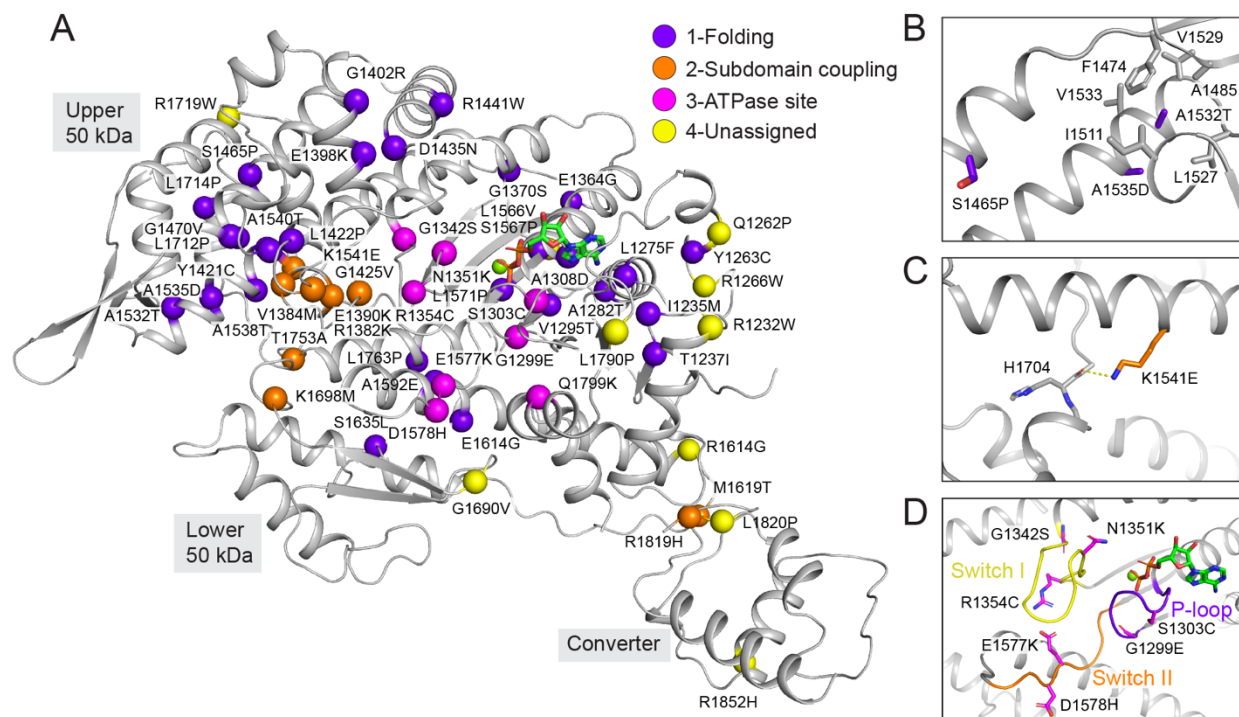 A
Upper
50 kDa
1-Folding
2-Subdomain coupling
3-ATPase site
4-Unassigned
G1402R
R1719W
R1441W
S1465P
E1398K
D1435N
L1714P
G1370S
E1364G
A1540T
L1566V
G1470V
L1422P
G1342S
S1567P
Q1262P
L1712P
K1541E
L1275F
Y1421C
G1425V
N1351K
A1308D
Y1263C
A1535D
E1390K
L1571P
R1266W
A1532T
V1384M
R1354C
S1303C
A1282T
I1235M
A1538T
R1382K
V1295T
R1232W
T1753A
L1763P
E1577K
G1299E
L1790P
T1237I
A1592E
Q1799K
K1698M
S1635L
D1578H
E1614G
R1614G
G1690V
M1619T
Lower
50 kDa
L1820P
R1819H
Converter
R1852H
B
V1529
F1474
V1533
A1485
I1511
A1532T
L1527
S1465P
A1535D
C
H1704
K1541E
D
G1342S
N1351K
Switch I
R1354C
P-loop
S1303C
E1577K
G1299E
Switch II
D1578H